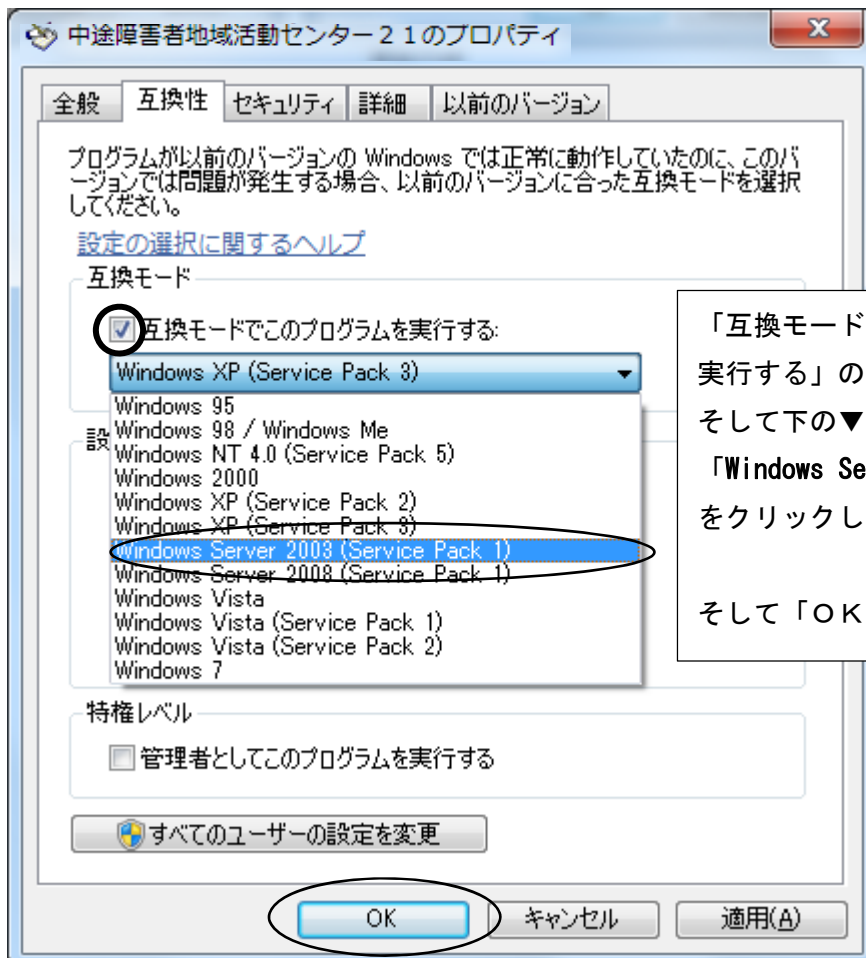 中途障害者地域活動センター２１のプロパティ
全般 互換性 セキュリティ 詳細 以前のバージョン
プログラムが以前のバージョンの Windows では正常に動作していたのに、このバ
ージョンでは問題が発生する場合、以前のバージョンに合った互換モードを選択
してください。
設定の選択に関するヘルプ
互換モード
互換モードでこのプログラムを実行する:
Windows XP (Service Pack 3)
Windows 95
Windows 98 / Windows Me
設
Windows NT 4.0 (Service Pack 5)
Windows 2000
Windows XP (Service Pack 2)
Windows XP (Service Pack 3)
Windows Server 2003 (Service Pack 1)
Windows Server 2008 (Service Pack 1)
Windows Vista
Windows Vista (Service Pack 1)
Windows Vista (Service Pack 2)
Windows 7
「互換モード
実行する」の
そして下の▼
「Windows Se
をクリックし
そして「ＯＫ
特権レベル
管理者としてこのプログラムを実行する
すべてのユーザーの設定を変更
OK キャンセル 適用(A)